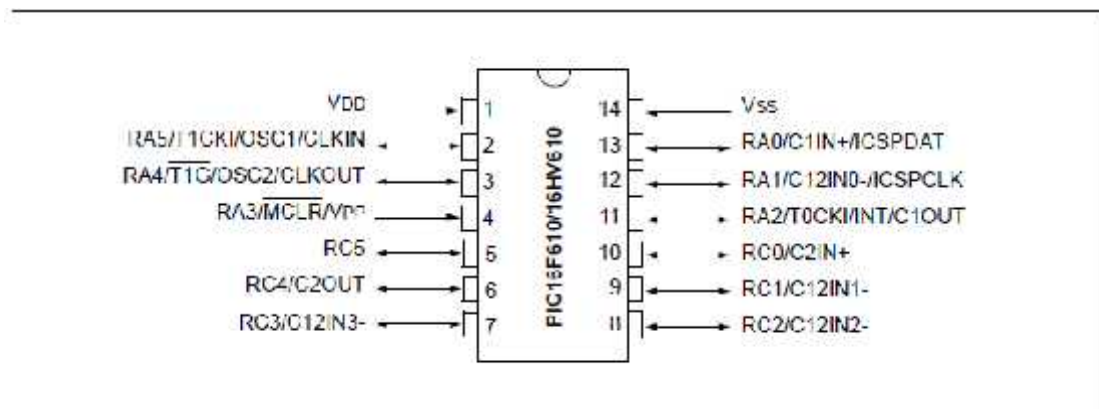 VDD
1
RA5/T1CKI/OSC1/CLKIN
2
RA4/T1G/OSC2/CLKOUT
3
RA3/MCLR/VPP
4
RC5
5
RC4/C2OUT
6
RC3/C12IN3-
7
PIC16F610/16HV610
14
VSS
13
RA0/C1IN+/ICSPDAT
12
RA1/C12IN0-/ICSPCLK
11
RA2/T0CKI/INT/C1OUT
10
RC0/C2IN+
9
RC1/C12IN1-
8
RC2/C12IN2-